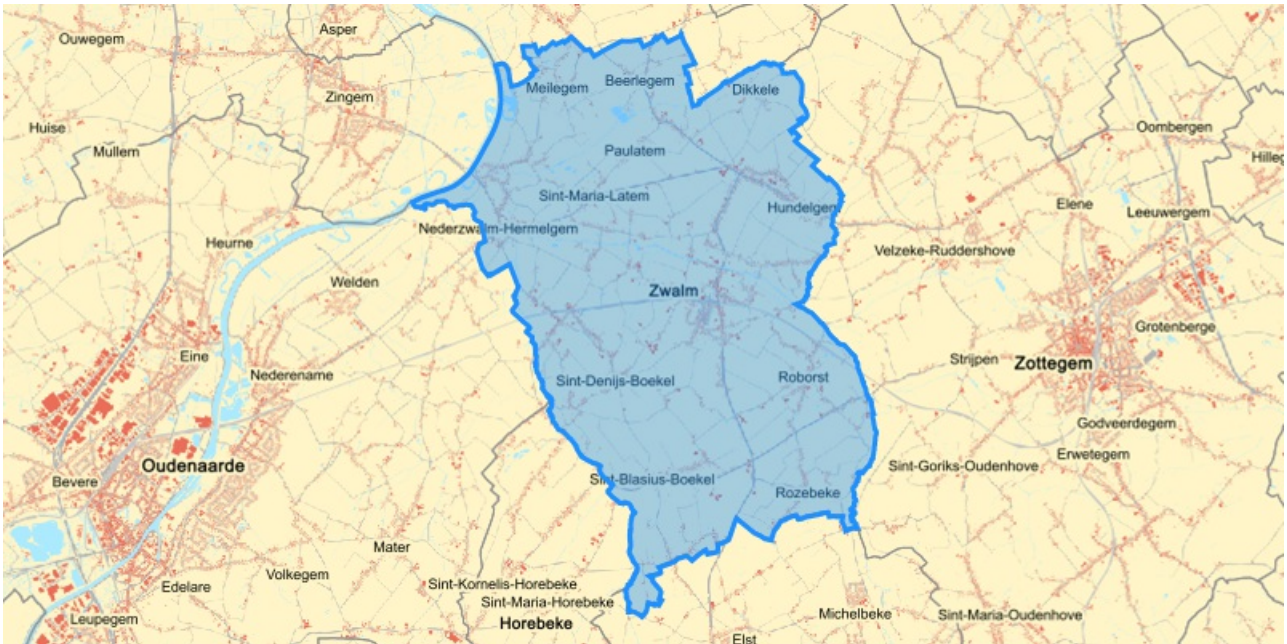 Asper
Ouwegem
Beerlegem
Meilegem
Dikkele
Zingem
Huise
Oombergen
Mullem
Paulatem
Sint-Maria-Latem
Elene
Hundelgem
Leeuwergem
Nederzwalm-Hermelgem
Heurne
Velzeke-Ruddershove
Welden
Zwalm
Grotenberge
Eine
Strijpen
Zottegem
Nederename
Sint-Denijs-Boekel
Roborst
Godveerdegem
Erwetegem
Oudenaarde
Sint-Goriks-Oudenhove
Bevere
Sint-Blasius-Boekel
Rozebeke
Mater
Volkegem
Edelare
Sint-Kornelis-Horebeke
Sint-Maria-Horebeke
Michelbeke
Sint-Maria-Oudenhove
Leupegem
Horebeke
Elst